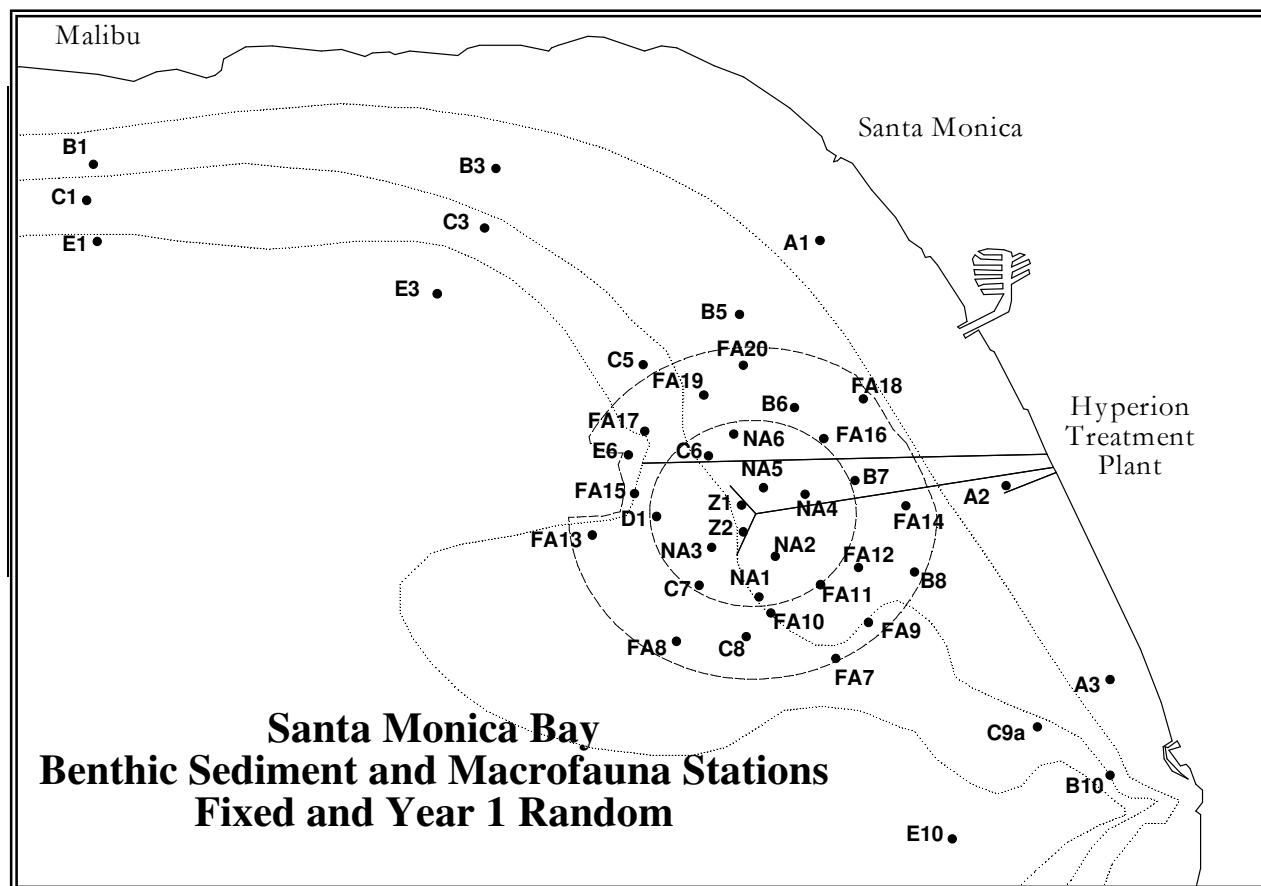 Malibu
Santa Monica
B1
B3
C1
C3
E1
A1
E3
B5
C5
FA20
FA19
FA18
B6
Hyperion
Treatment
Plant
FA17
NA6
FA16
E6
C6
NA5
B7
FA15
Z1
NA4
A2
D1
FA14
Z2
FA13
NA3
NA2
FA12
C7
NA1
FA11
B8
FA10
FA9
FA8
C8
FA7
A3
Santa Monica Bay
C9a
Benthic Sediment and Macrofauna Stations
B10
Fixed and Year 1 Random
E10